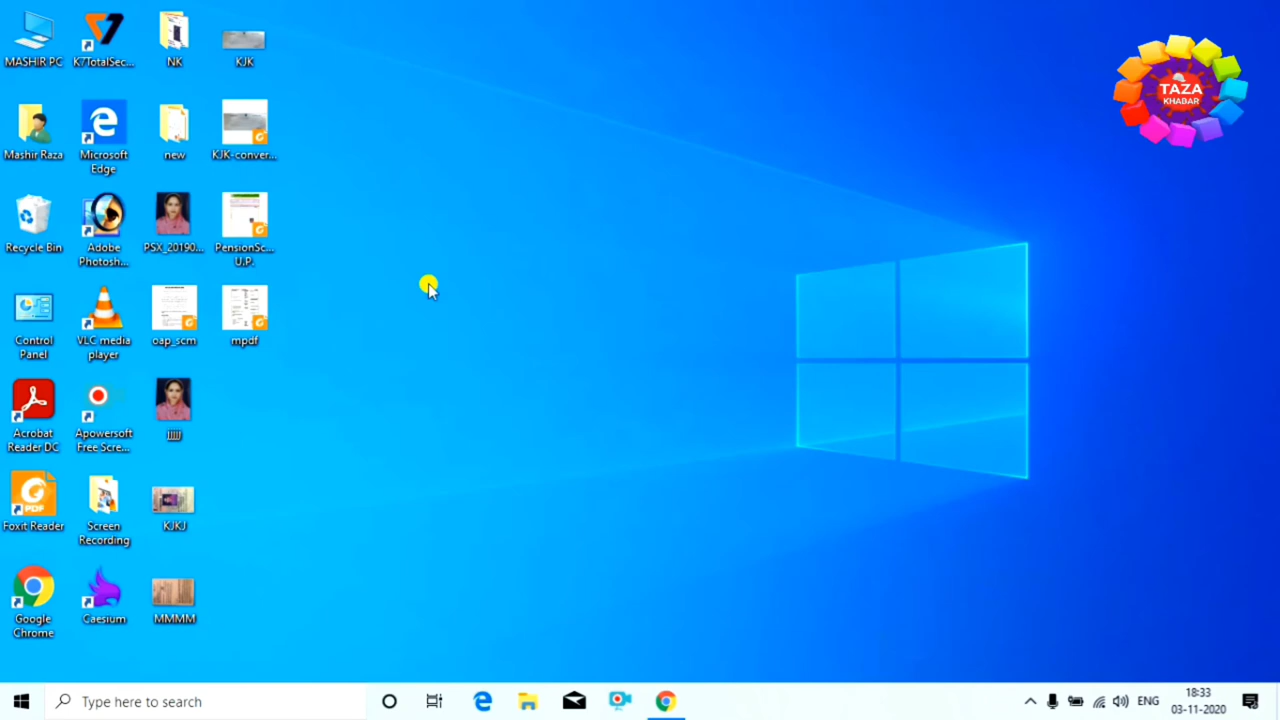 MASHIR PC
K7TotalSec...
NK
KJK
Mashir Raza
Microsoft
Edge
new
KJK-conver...
Recycle Bin
Adobe
Photosh...
PSX_20190...
PensionSc...
U.P.
Control
Panel
VLC media
player
oap_scm
mpdf
Acrobat
Reader DC
Apowersoft
Free Scre...
jjjjj
PDF
Foxit Reader
Screen
Recording
KJKJ
Google
Chrome
Caesium
MMMM
TAZA
KHABAR
Type here to search
ENG
18:33
03-11-2020